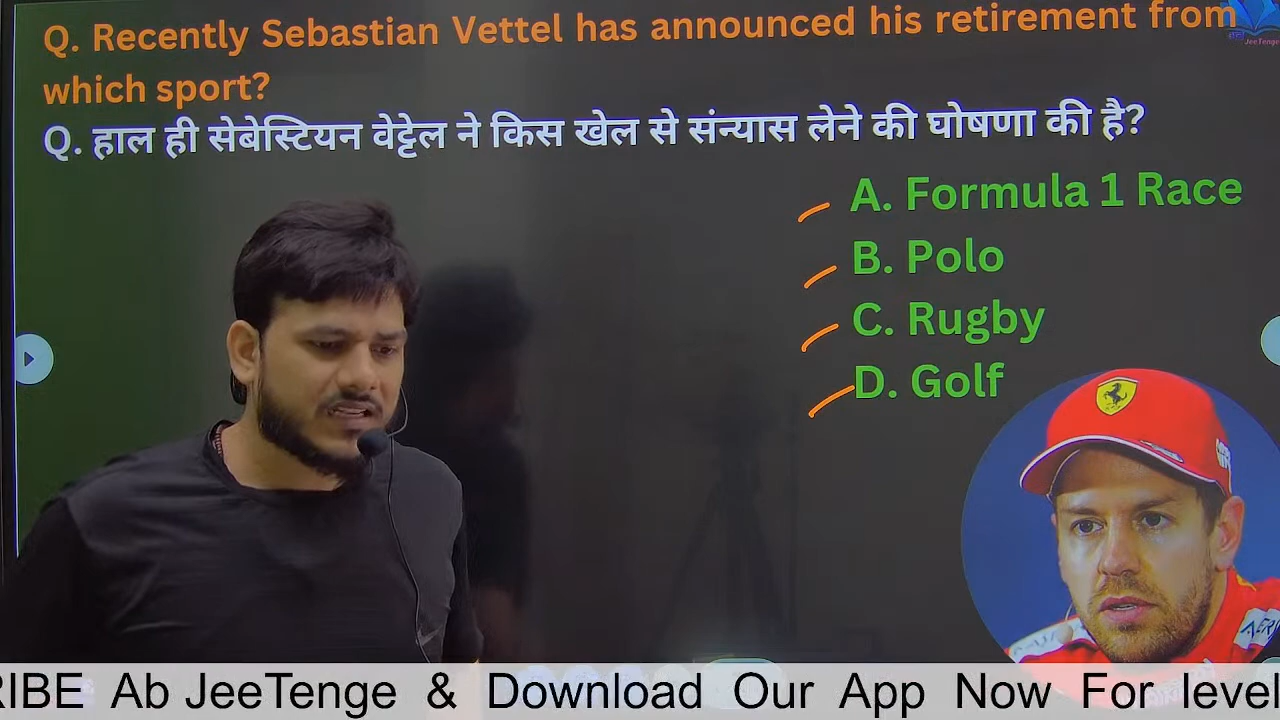 Q. Recently Sebastian Vettel has announced his retirement from
which sport?
Q. हाल ही सेबेस्टियन वेट्टेल ने किस खेल से संन्यास लेने की घोषणा की है?
A. Formula 1 Race
B. Polo
C. Rugby
D. Golf
JeeTenge
RIBE Ab JeeTenge & Download Our App Now For level